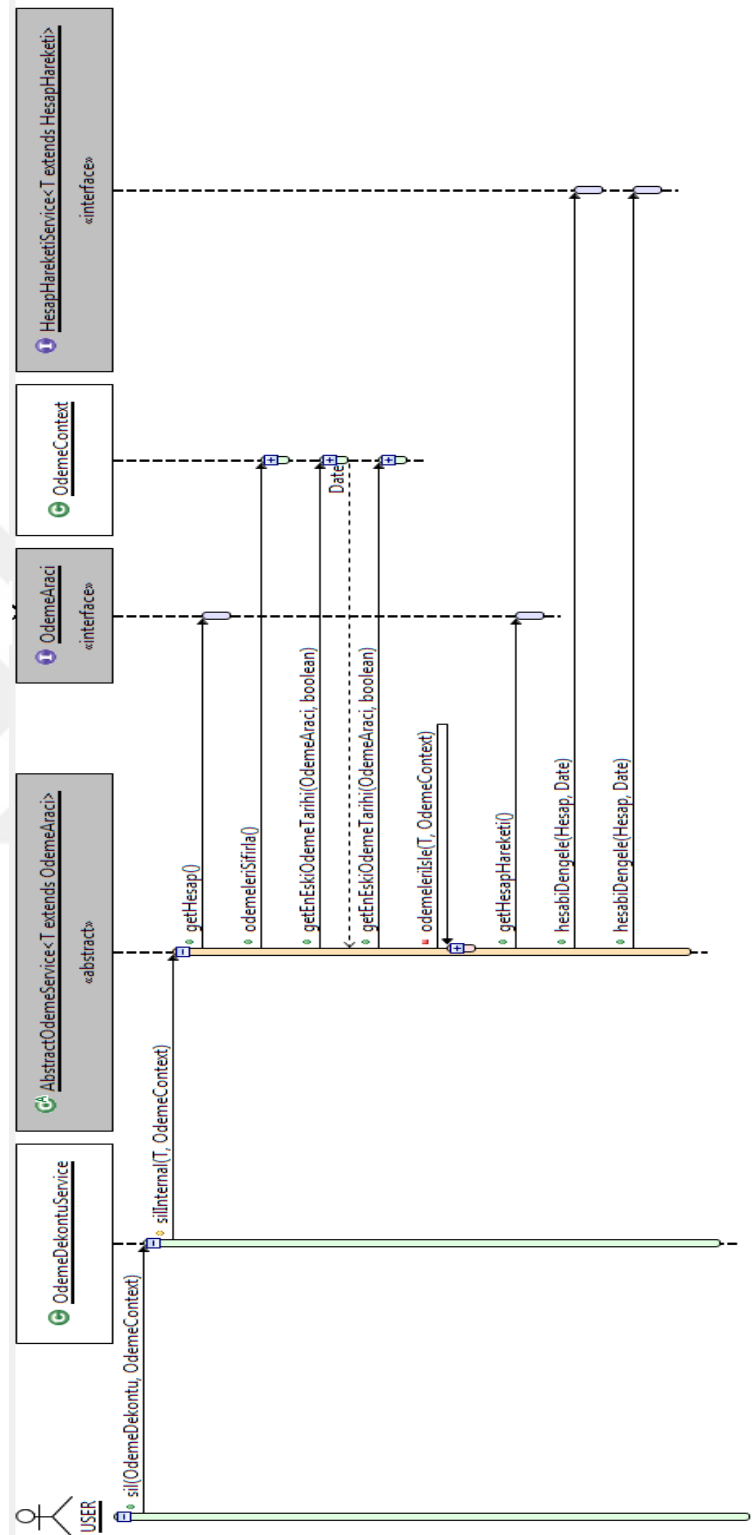 USER
OdemeDekontuService
AbstractOdemeService<T extends OdemeAraci>
«abstract»
OdemeAraci
«interface»
OdemeContext
HesapHareketiService<T extends HesapHareketi>
«interface»
sil(OdemeDekontu, OdemeContext)
silInternal(T, OdemeContext)
getHesap()
odemeleriSifirla()
getEnEskiOdemeTarihi(OdemeAraci, boolean)
Date
getEnEskiOdemeTarihi(OdemeAraci, boolean)
odemeleriIsle(T, OdemeContext)
getHesapHareketi()
hesabiDengele(Hesap, Date)
hesabiDengele(Hesap, Date)